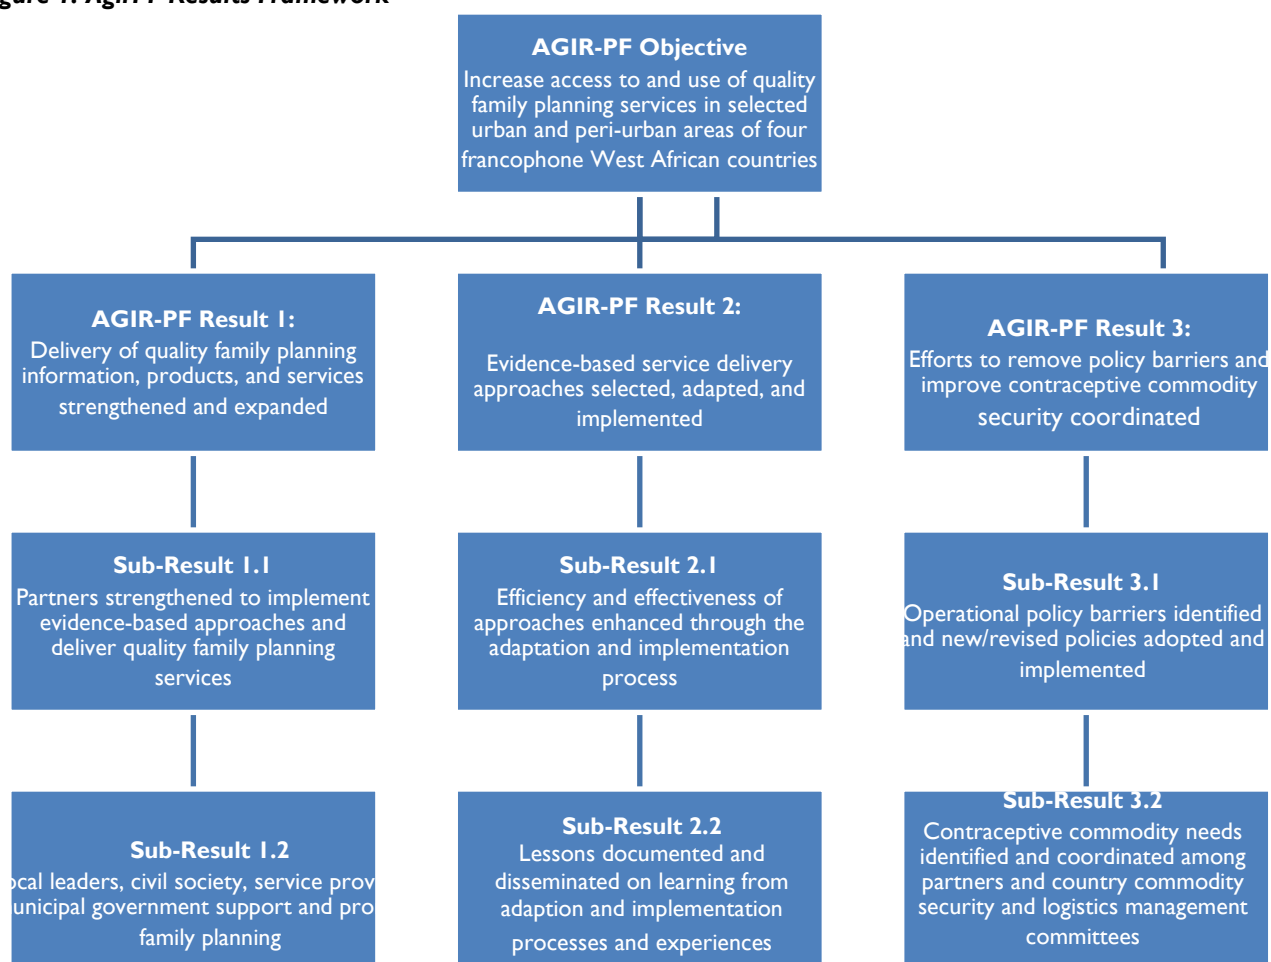 AGIR-PF Objective
Increase access to and use of quality
family planning services in selected
urban and peri-urban areas of four
francophone West African countries
AGIR-PF Result 1:
Delivery of quality family planning
information, products, and services
strengthened and expanded
AGIR-PF Result 2:
Evidence-based service delivery
approaches selected, adapted, and
implemented
AGIR-PF Result 3:
Efforts to remove policy barriers and
improve contraceptive commodity
security coordinated
Sub-Result 1.1
Partners strengthened to implement
evidence-based approaches and
deliver quality family planning
services
Sub-Result 2.1
Efficiency and effectiveness of
approaches enhanced through the
adaptation and implementation
process
Sub-Result 3.1
Operational policy barriers identified
and new/revised policies adopted and
implemented
Sub-Result 1.2
leaders, civil society, service
government support and
family planning
Sub-Result 2.2
Lessons documented and
disseminated on learning from
adaption and implementation
processes and experiences
Sub-Result 3.2
Contraceptive commodity needs
identified and coordinated among
partners and country commodity
security and logistics management
committees